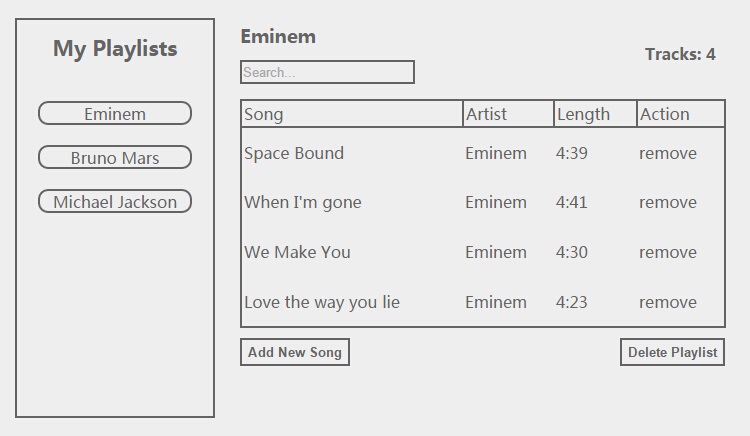 My Playlists
Eminem
Bruno Mars
Michael Jackson
Eminem
Tracks: 4
Search...
Song Artist Length Action
Space Bound Eminem 4:39 remove
When I'm gone Eminem 4:41 remove
We Make You Eminem 4:30 remove
Love the way you lie Eminem 4:23 remove
Add New Song Delete Playlist